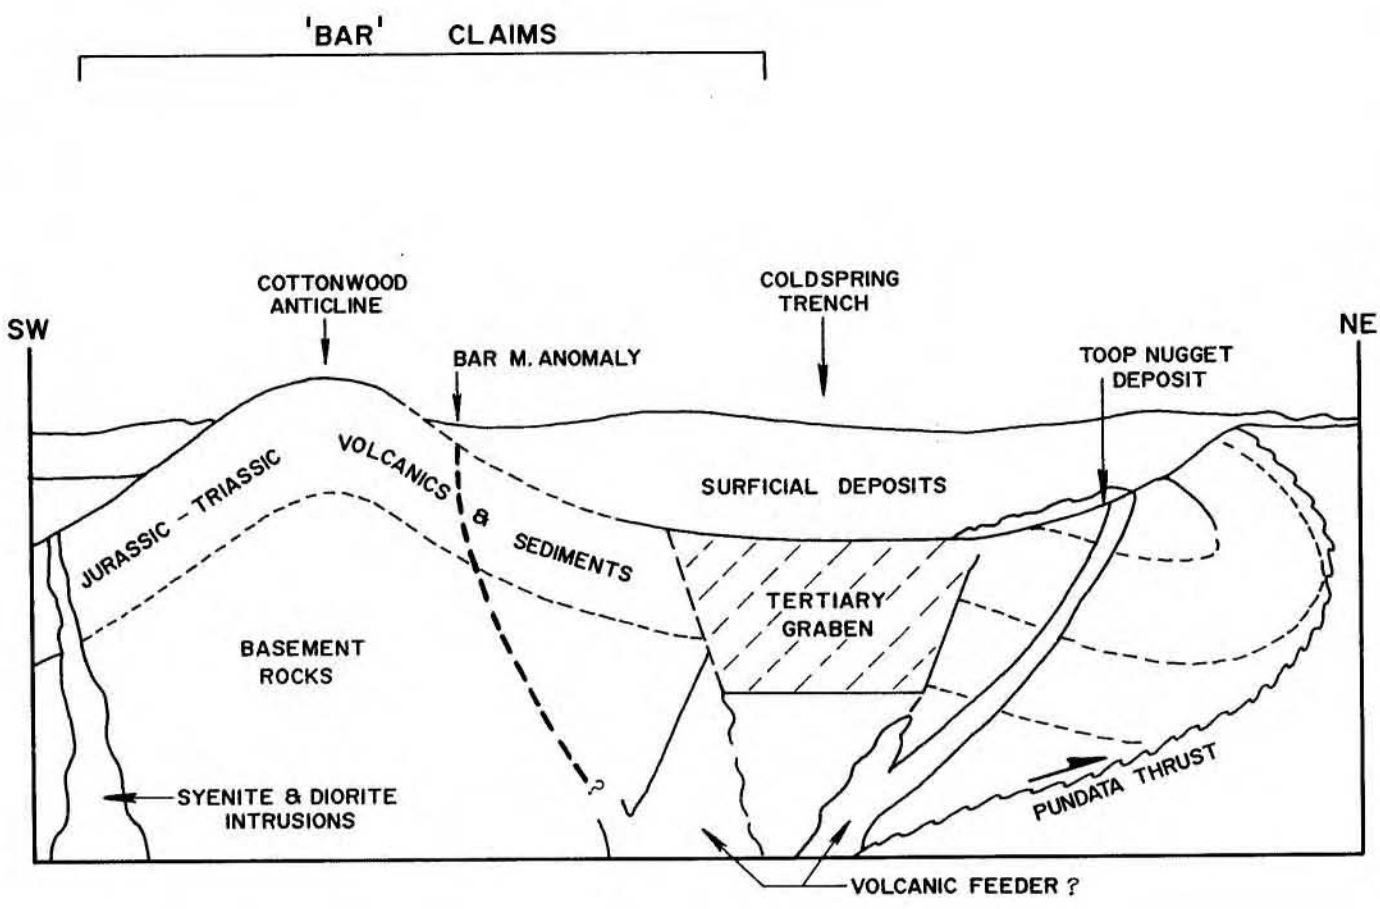 'BAR' CLAIMS
COTTONWOOD
ANTICLINE
COLDSPRING
TRENCH
SW
NE
BAR M. ANOMALY
TOOP NUGGET
DEPOSIT
JURASSIC - TRIASSIC VOLCANICS & SEDIMENTS
SURFICIAL DEPOSITS
TERTIARY
GRABEN
BASEMENT
ROCKS
?
SYENITE & DIORITE
INTRUSIONS
PUNDATA THRUST
VOLCANIC FEEDER ?